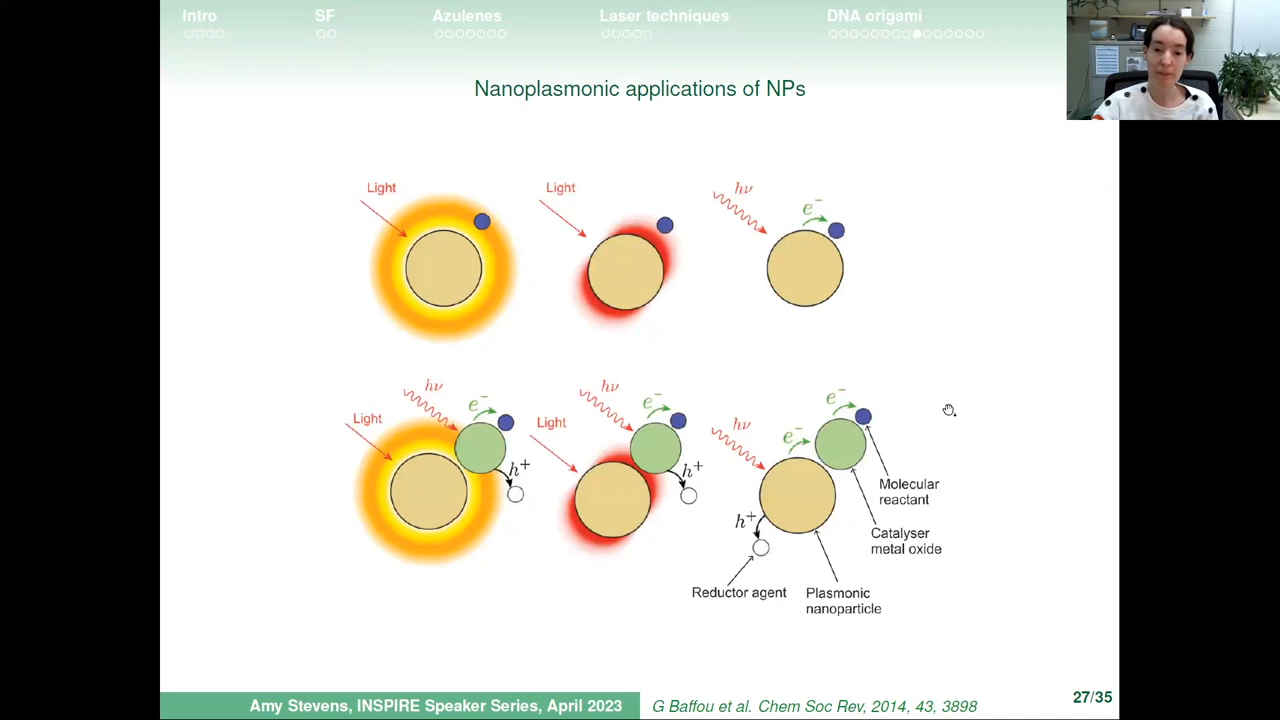 Intro SF Azulenes Laser techniques DNA origami
Nanoplasmonic applications of NPs
Light Light hν
e⁻
hν hν e⁻
e⁻ e⁻
Light Light hν e⁻
h⁺ h⁺ Molecular
reactant
h⁺ Catalyser
metal oxide
Reductor agent Plasmonic
nanoparticle
27/35
Amy Stevens, INSPIRE Speaker Series, April 2023 G Baffou et al. Chem Soc Rev, 2014, 43, 3898